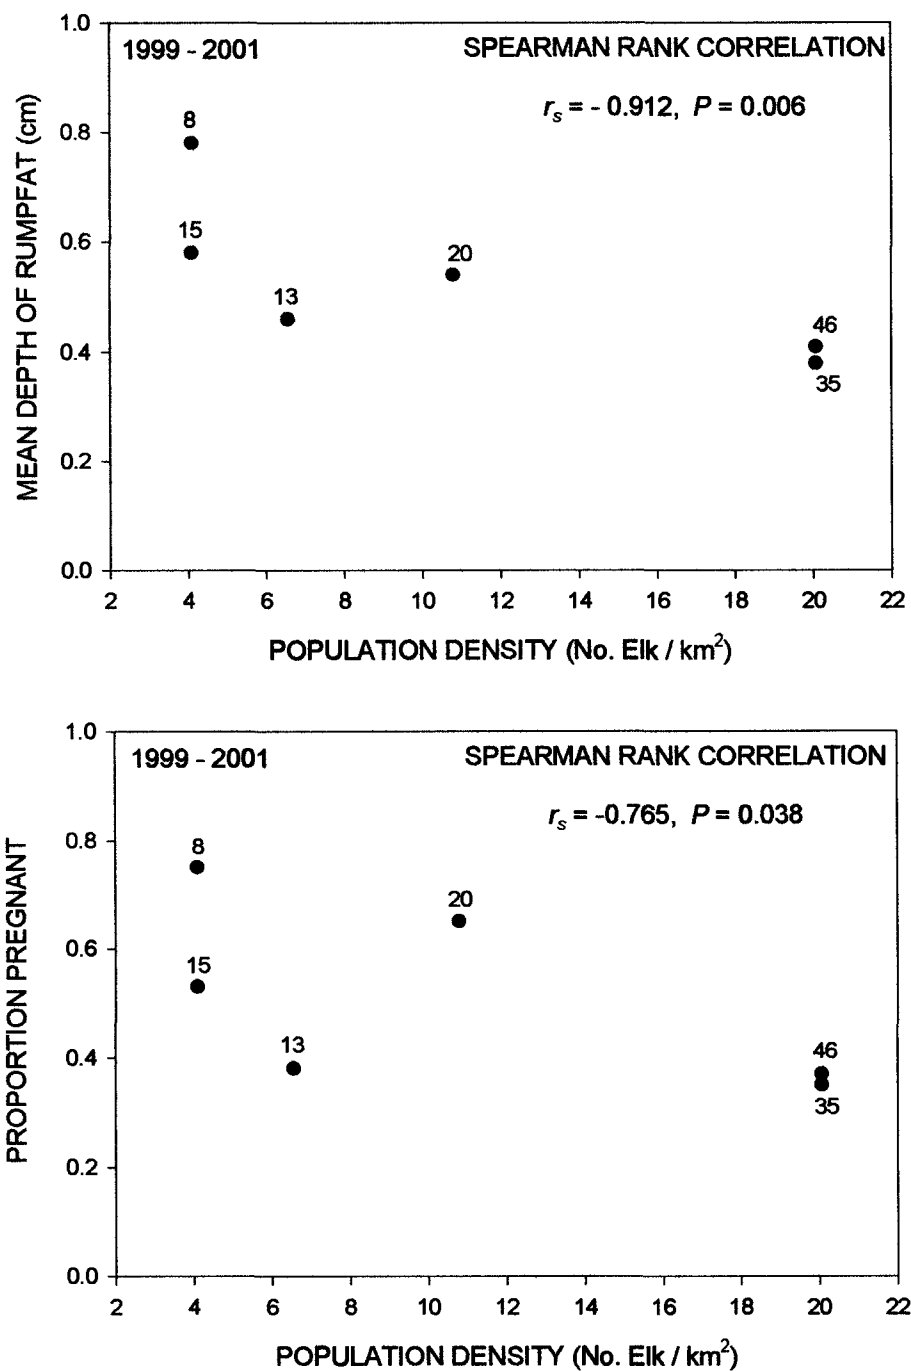 1.0
1999 - 2001 SPEARMAN RANK CORRELATION
rs = - 0.912, P = 0.006
8
0.8
15
0.6
20
13
46
0.4
35
0.2
0.0
MEAN DEPTH OF RUMPFAT (cm)
2 4 6 8 10 12 14 16 18 20 22
POPULATION DENSITY (No. Elk / km²)
1.0
1999 - 2001 SPEARMAN RANK CORRELATION
rs = -0.765, P = 0.038
8
0.8
20
15
0.6
13
46
0.4
35
0.2
0.0
PROPORTION PREGNANT
2 4 6 8 10 12 14 16 18 20 22
POPULATION DENSITY (No. Elk / km²)